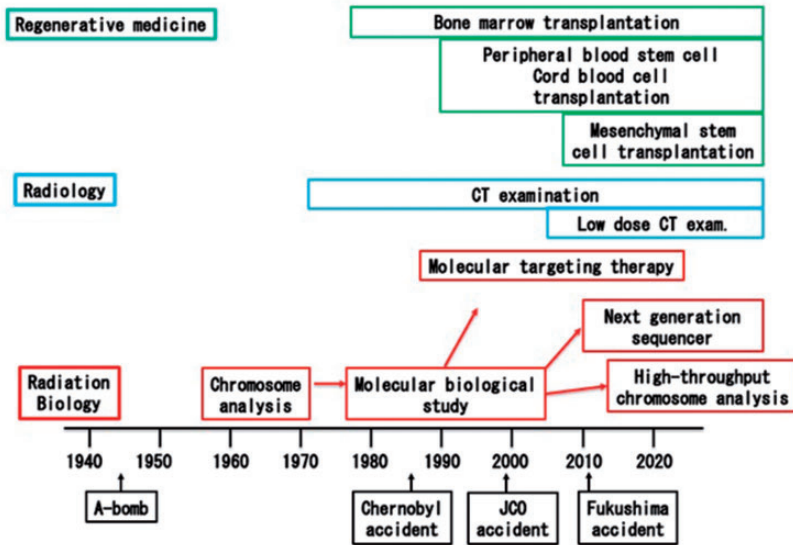 Regenerative medicine
Bone marrow transplantation
Peripheral blood stem cell
Cord blood cell
transplantation
Mesenchymal stem
cell transplantation
Radiology
CT examination
Low dose CT exam.
Molecular targeting therapy
Next generation
sequencer
Radiation
Biology
Chromosome
analysis
Molecular biological
study
High-throughput
chromosome analysis
1940 1950 1960 1970 1980 1990 2000 2010 2020
A-bomb
Chernobyl
accident
JCO
accident
Fukushima
accident